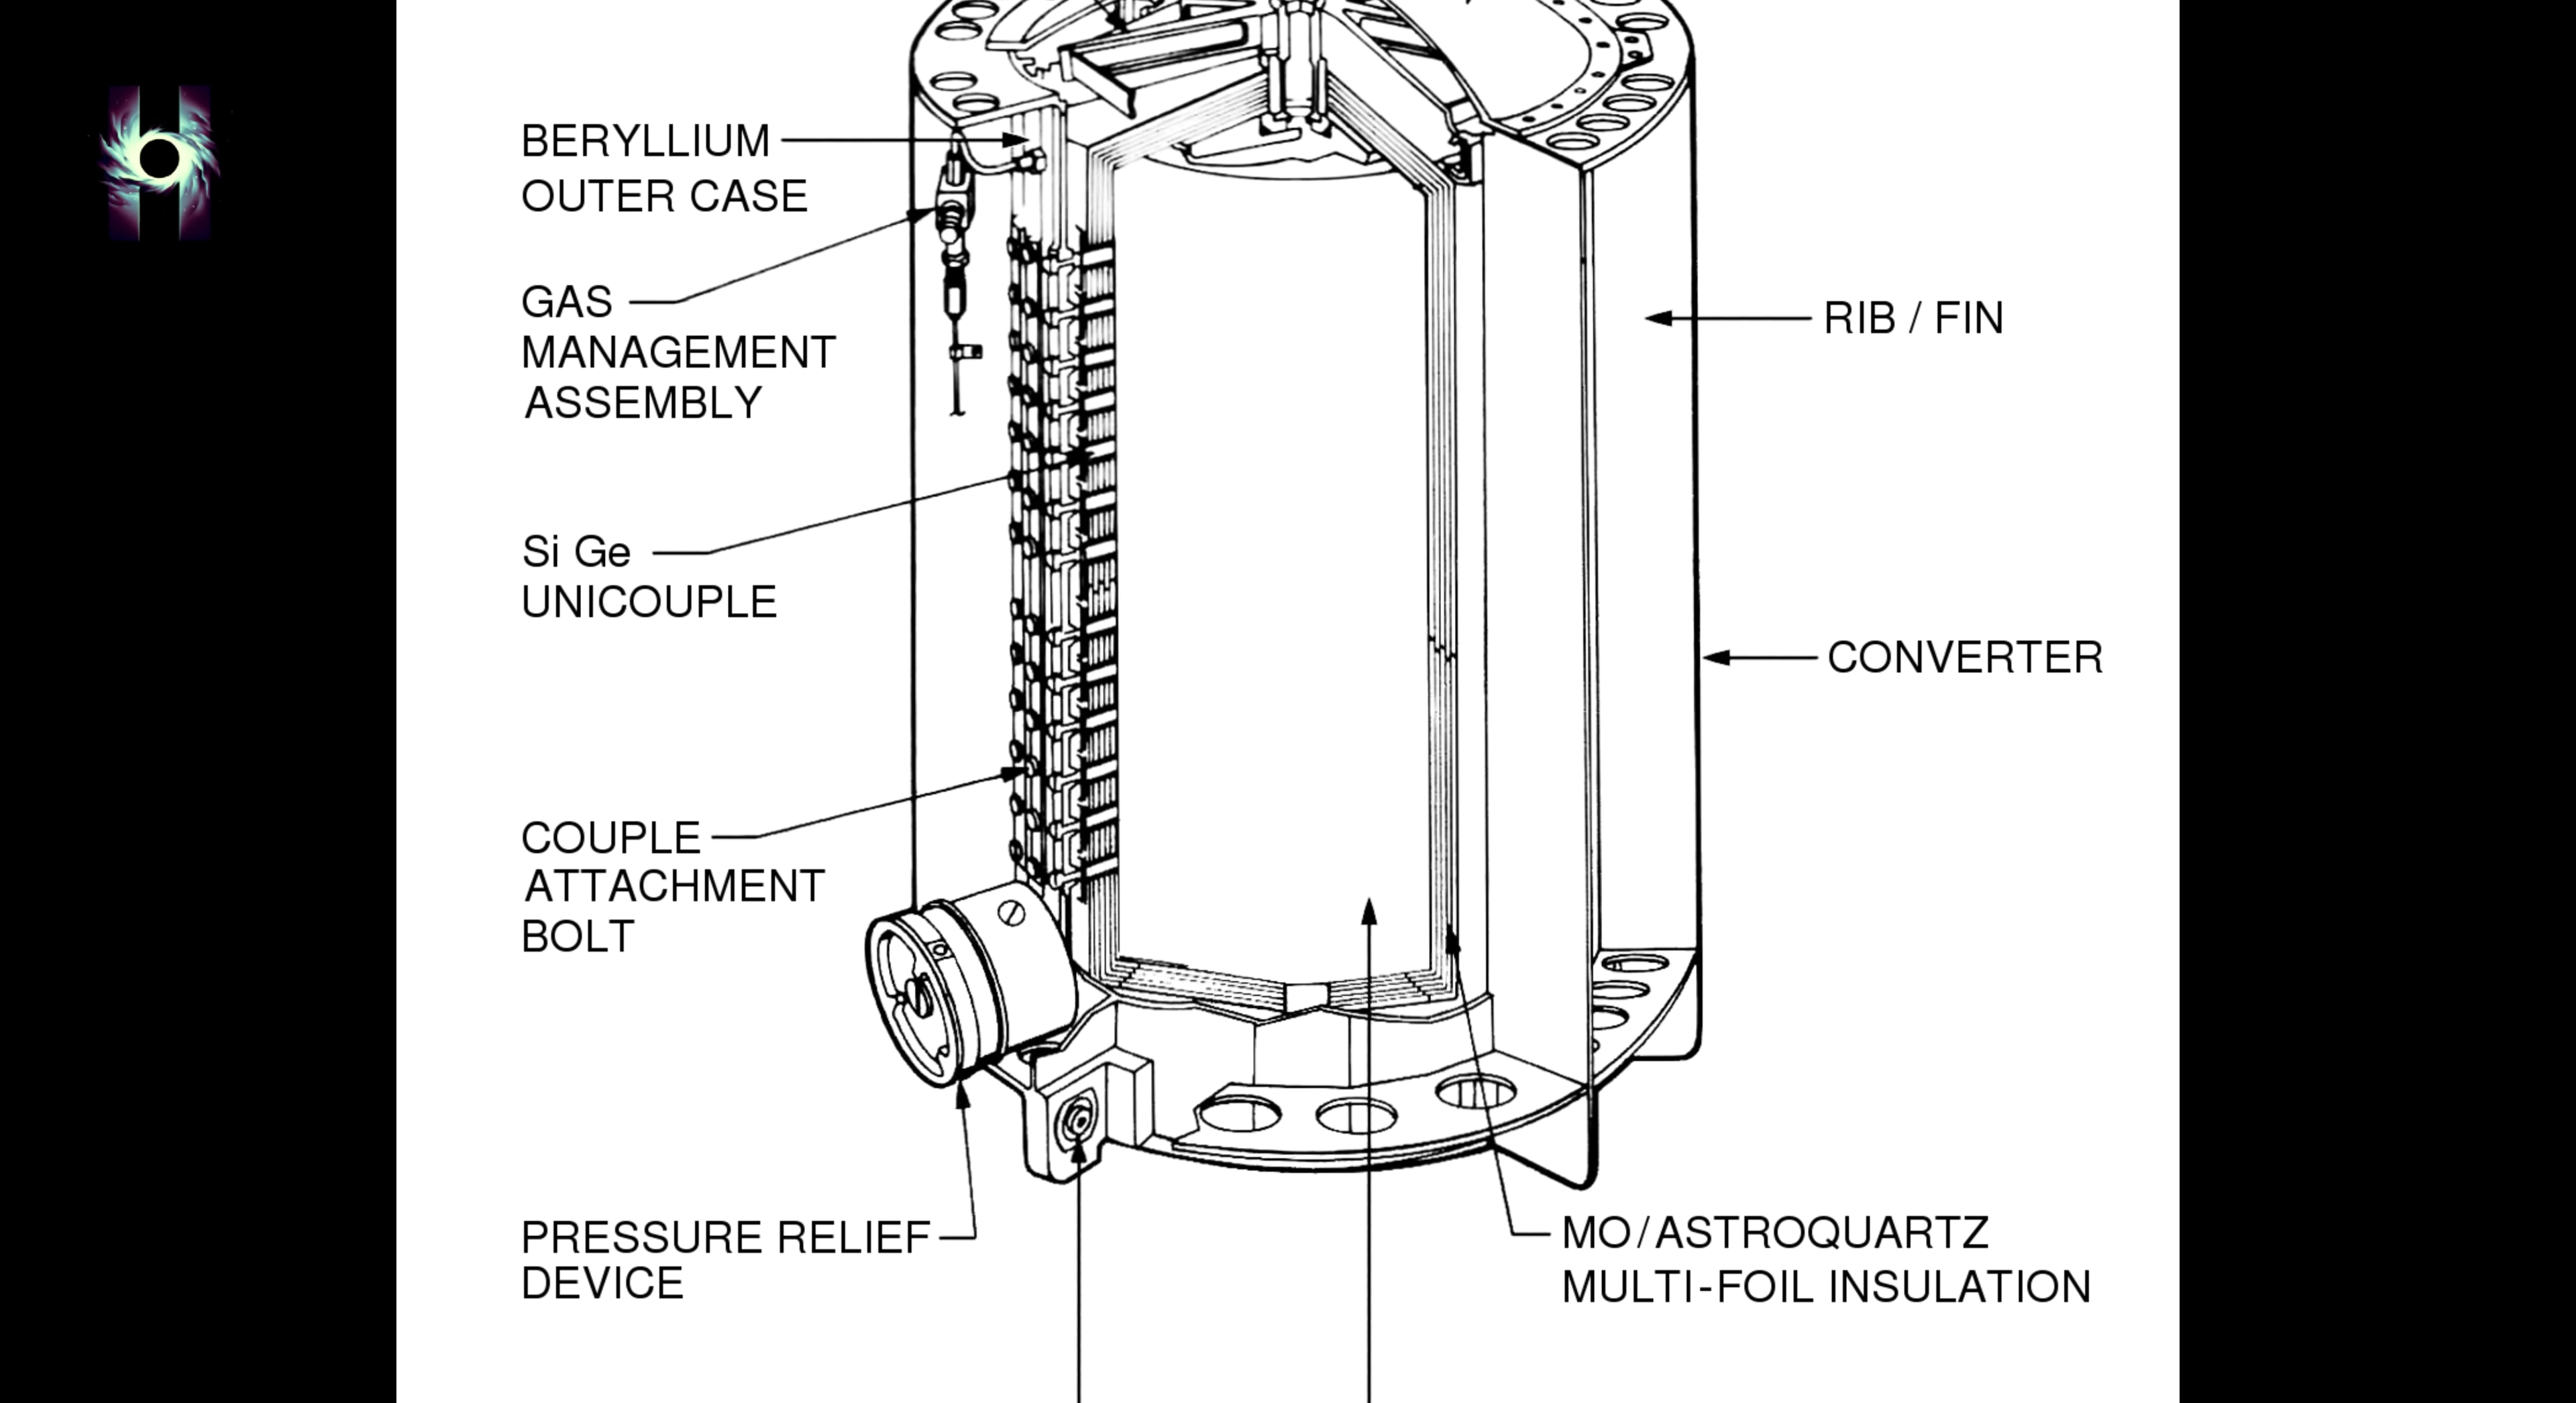 BERYLLIUM
OUTER CASE
GAS
MANAGEMENT
ASSEMBLY
Si Ge
UNICOUPLE
COUPLE
ATTACHMENT
BOLT
PRESSURE RELIEF
DEVICE
RIB / FIN
CONVERTER
MO/ASTROQUARTZ
MULTI-FOIL INSULATION